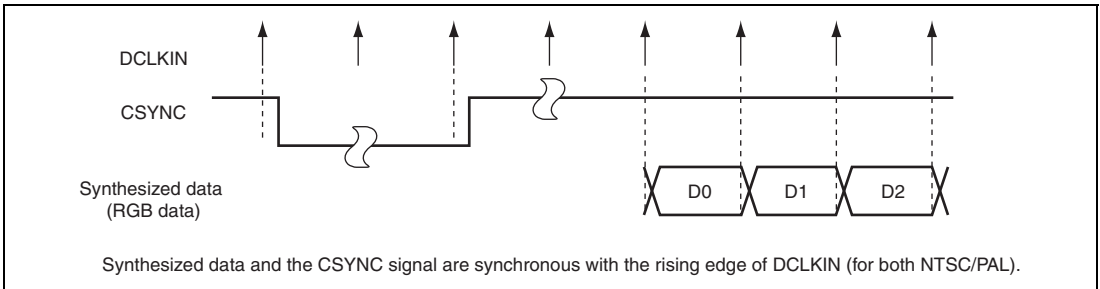 DCLKIN
CSYNC
Synthesized data
(RGB data)
D0 D1 D2
Synthesized data and the CSYNC signal are synchronous with the rising edge of DCLKIN (for both NTSC/PAL).